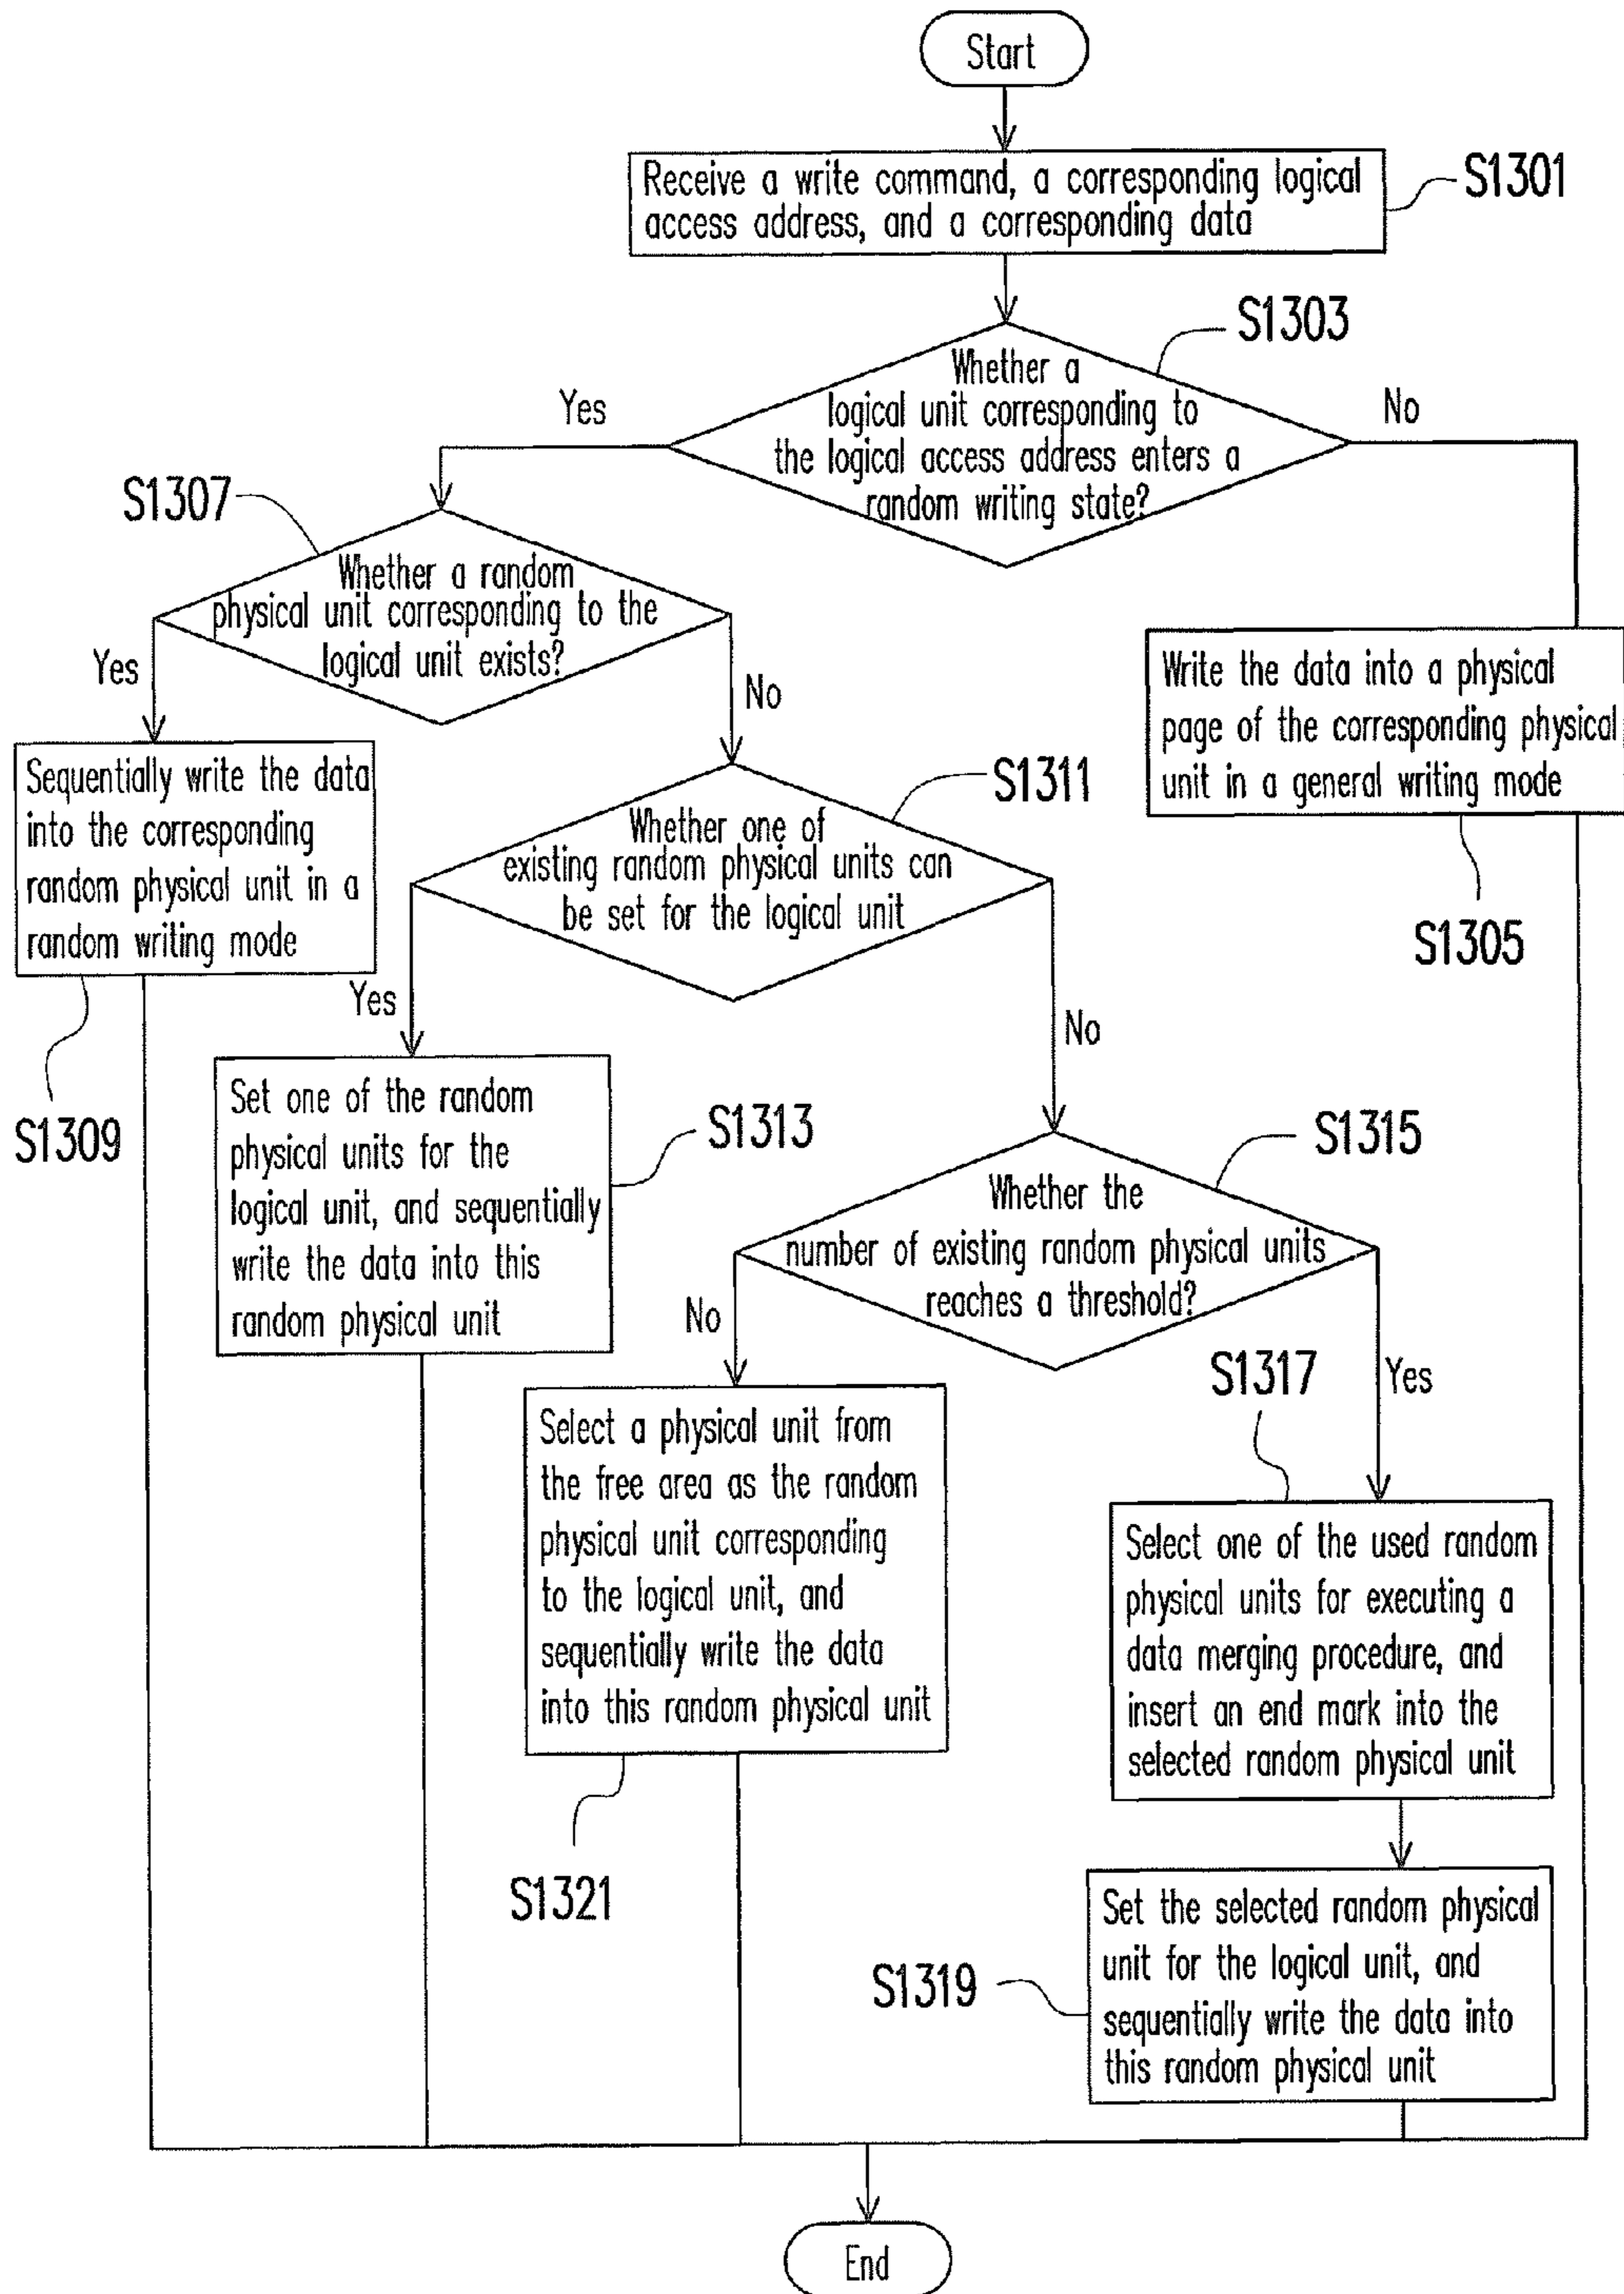 Start
Receive a write command, a corresponding logical
access address, and a corresponding data
S1301
S1303
Whether a
logical unit corresponding to
the logical access address enters a
random writing state?
Yes
No
S1307
Whether a random
physical unit corresponding to the
logical unit exists?
Yes
No
Write the data into a physical
page of the corresponding physical
unit in a general writing mode
S1305
Sequentially write the data
into the corresponding
random physical unit in a
random writing mode
S1309
S1311
Whether one of
existing random physical units can
be set for the logical unit
Yes
No
Set one of the random
physical units for the
logical unit, and sequentially
write the data into this
random physical unit
S1313
S1315
Whether the
number of existing random physical units
reaches a threshold?
No
Yes
S1317
Select a physical unit from
the free area as the random
physical unit corresponding
to the logical unit, and
sequentially write the data
into this random physical unit
S1321
Select one of the used random
physical units for executing a
data merging procedure, and
insert an end mark into the
selected random physical unit
Set the selected random physical
unit for the logical unit, and
sequentially write the data into
this random physical unit
S1319
End